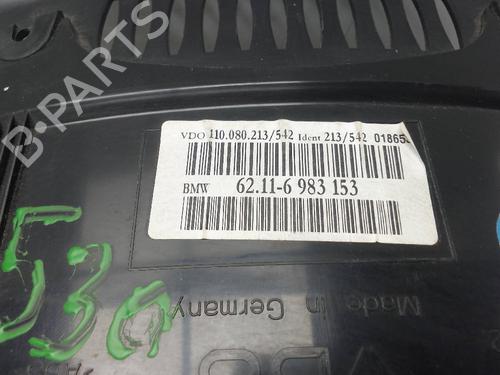 VDO 110.080.213/542 Ident 213/542 01865
BMW 62.11-6 983 153
530
Made in Germany
VDO